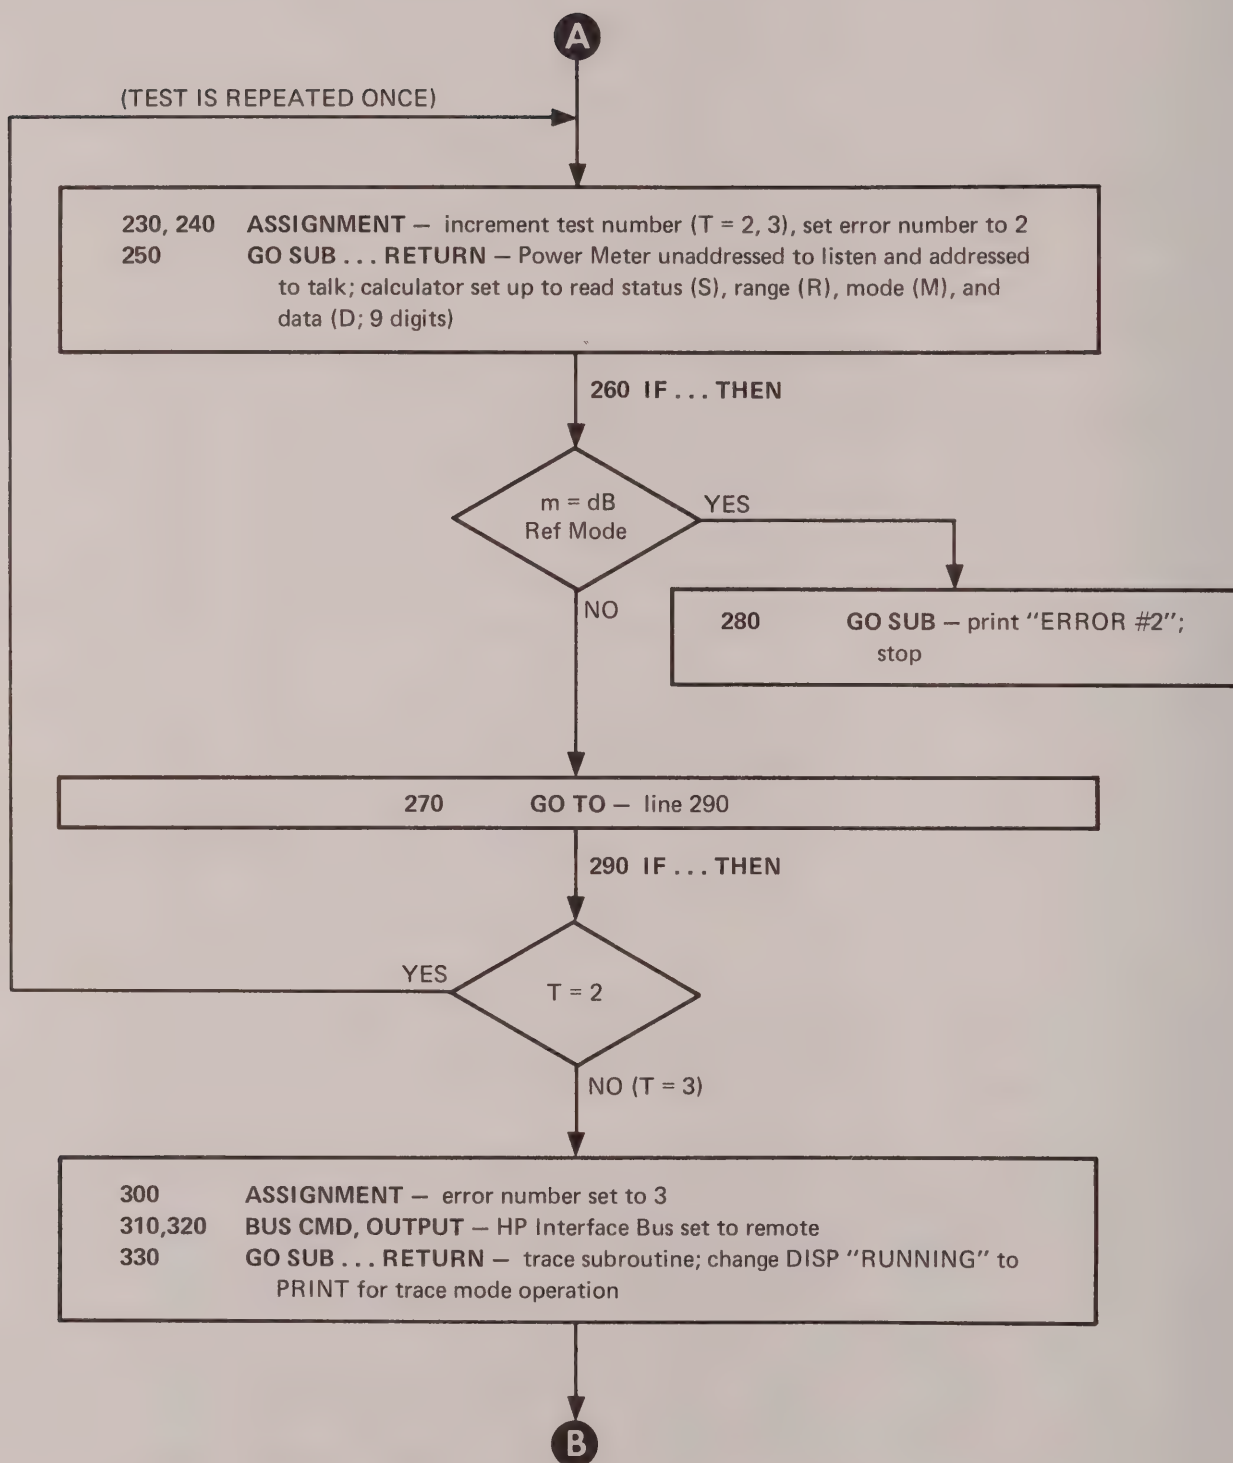 A
(TEST IS REPEATED ONCE)
230, 240 ASSIGNMENT — increment test number (T = 2, 3), set error number to 2
250 GO SUB . . . RETURN — Power Meter unaddressed to listen and addressed
to talk; calculator set up to read status (S), range (R), mode (M), and
data (D; 9 digits)
260 IF . . . THEN
m = dB
Ref Mode
YES
NO
280 GO SUB — print “ERROR #2”;
stop
270 GO TO — line 290
290 IF . . . THEN
YES
T = 2
NO (T = 3)
300 ASSIGNMENT — error number set to 3
310,320 BUS CMD, OUTPUT — HP Interface Bus set to remote
330 GO SUB . . . RETURN — trace subroutine; change DISP “RUNNING” to
PRINT for trace mode operation
B